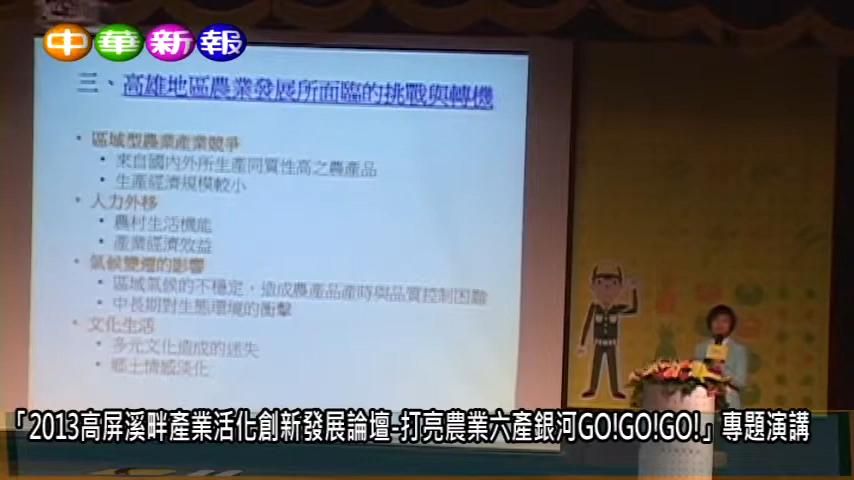 中華新報
三、高雄地區農業發展所面臨的挑戰與轉機
• 區域型農業產業競爭
• 來自國內外所生產同質性高之農產品
• 生產經濟規模較小
• 人力外移
• 農村生活機能
• 產業經濟效益
• 氣候變遷的影響
• 區域氣候的不穩定，造成農產品產時與品質控制困難
• 中長期對生態環境的衝擊
• 文化生活
• 多元文化造成的迷失
• 鄉土情感淡化
「2013高屏溪畔產業活化創新發展論壇-打亮農業六產銀河GO!GO!GO!」專題演講